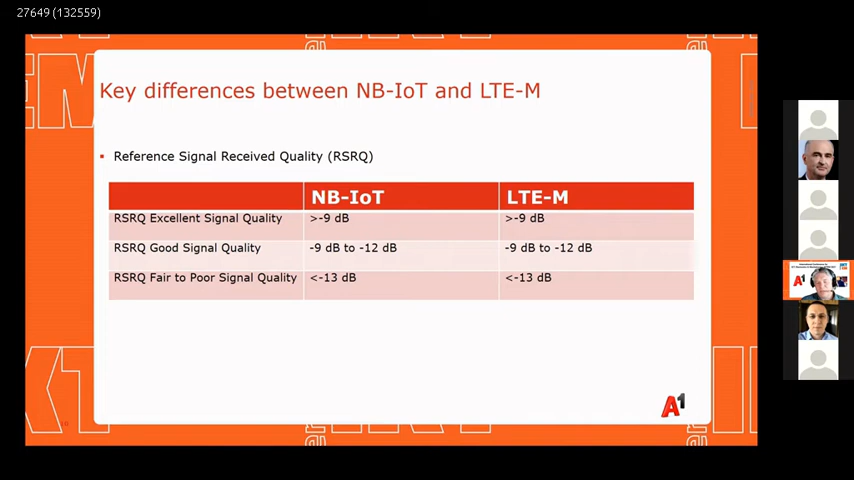 27649 (132559)
Key differences between NB-IoT and LTE-M
Reference Signal Received Quality (RSRQ)
NB-IoT LTE-M
RSRQ Excellent Signal Quality >-9 dB >-9 dB
RSRQ Good Signal Quality -9 dB to -12 dB -9 dB to -12 dB
RSRQ Fair to Poor Signal Quality <-13 dB <-13 dB
A1
A1